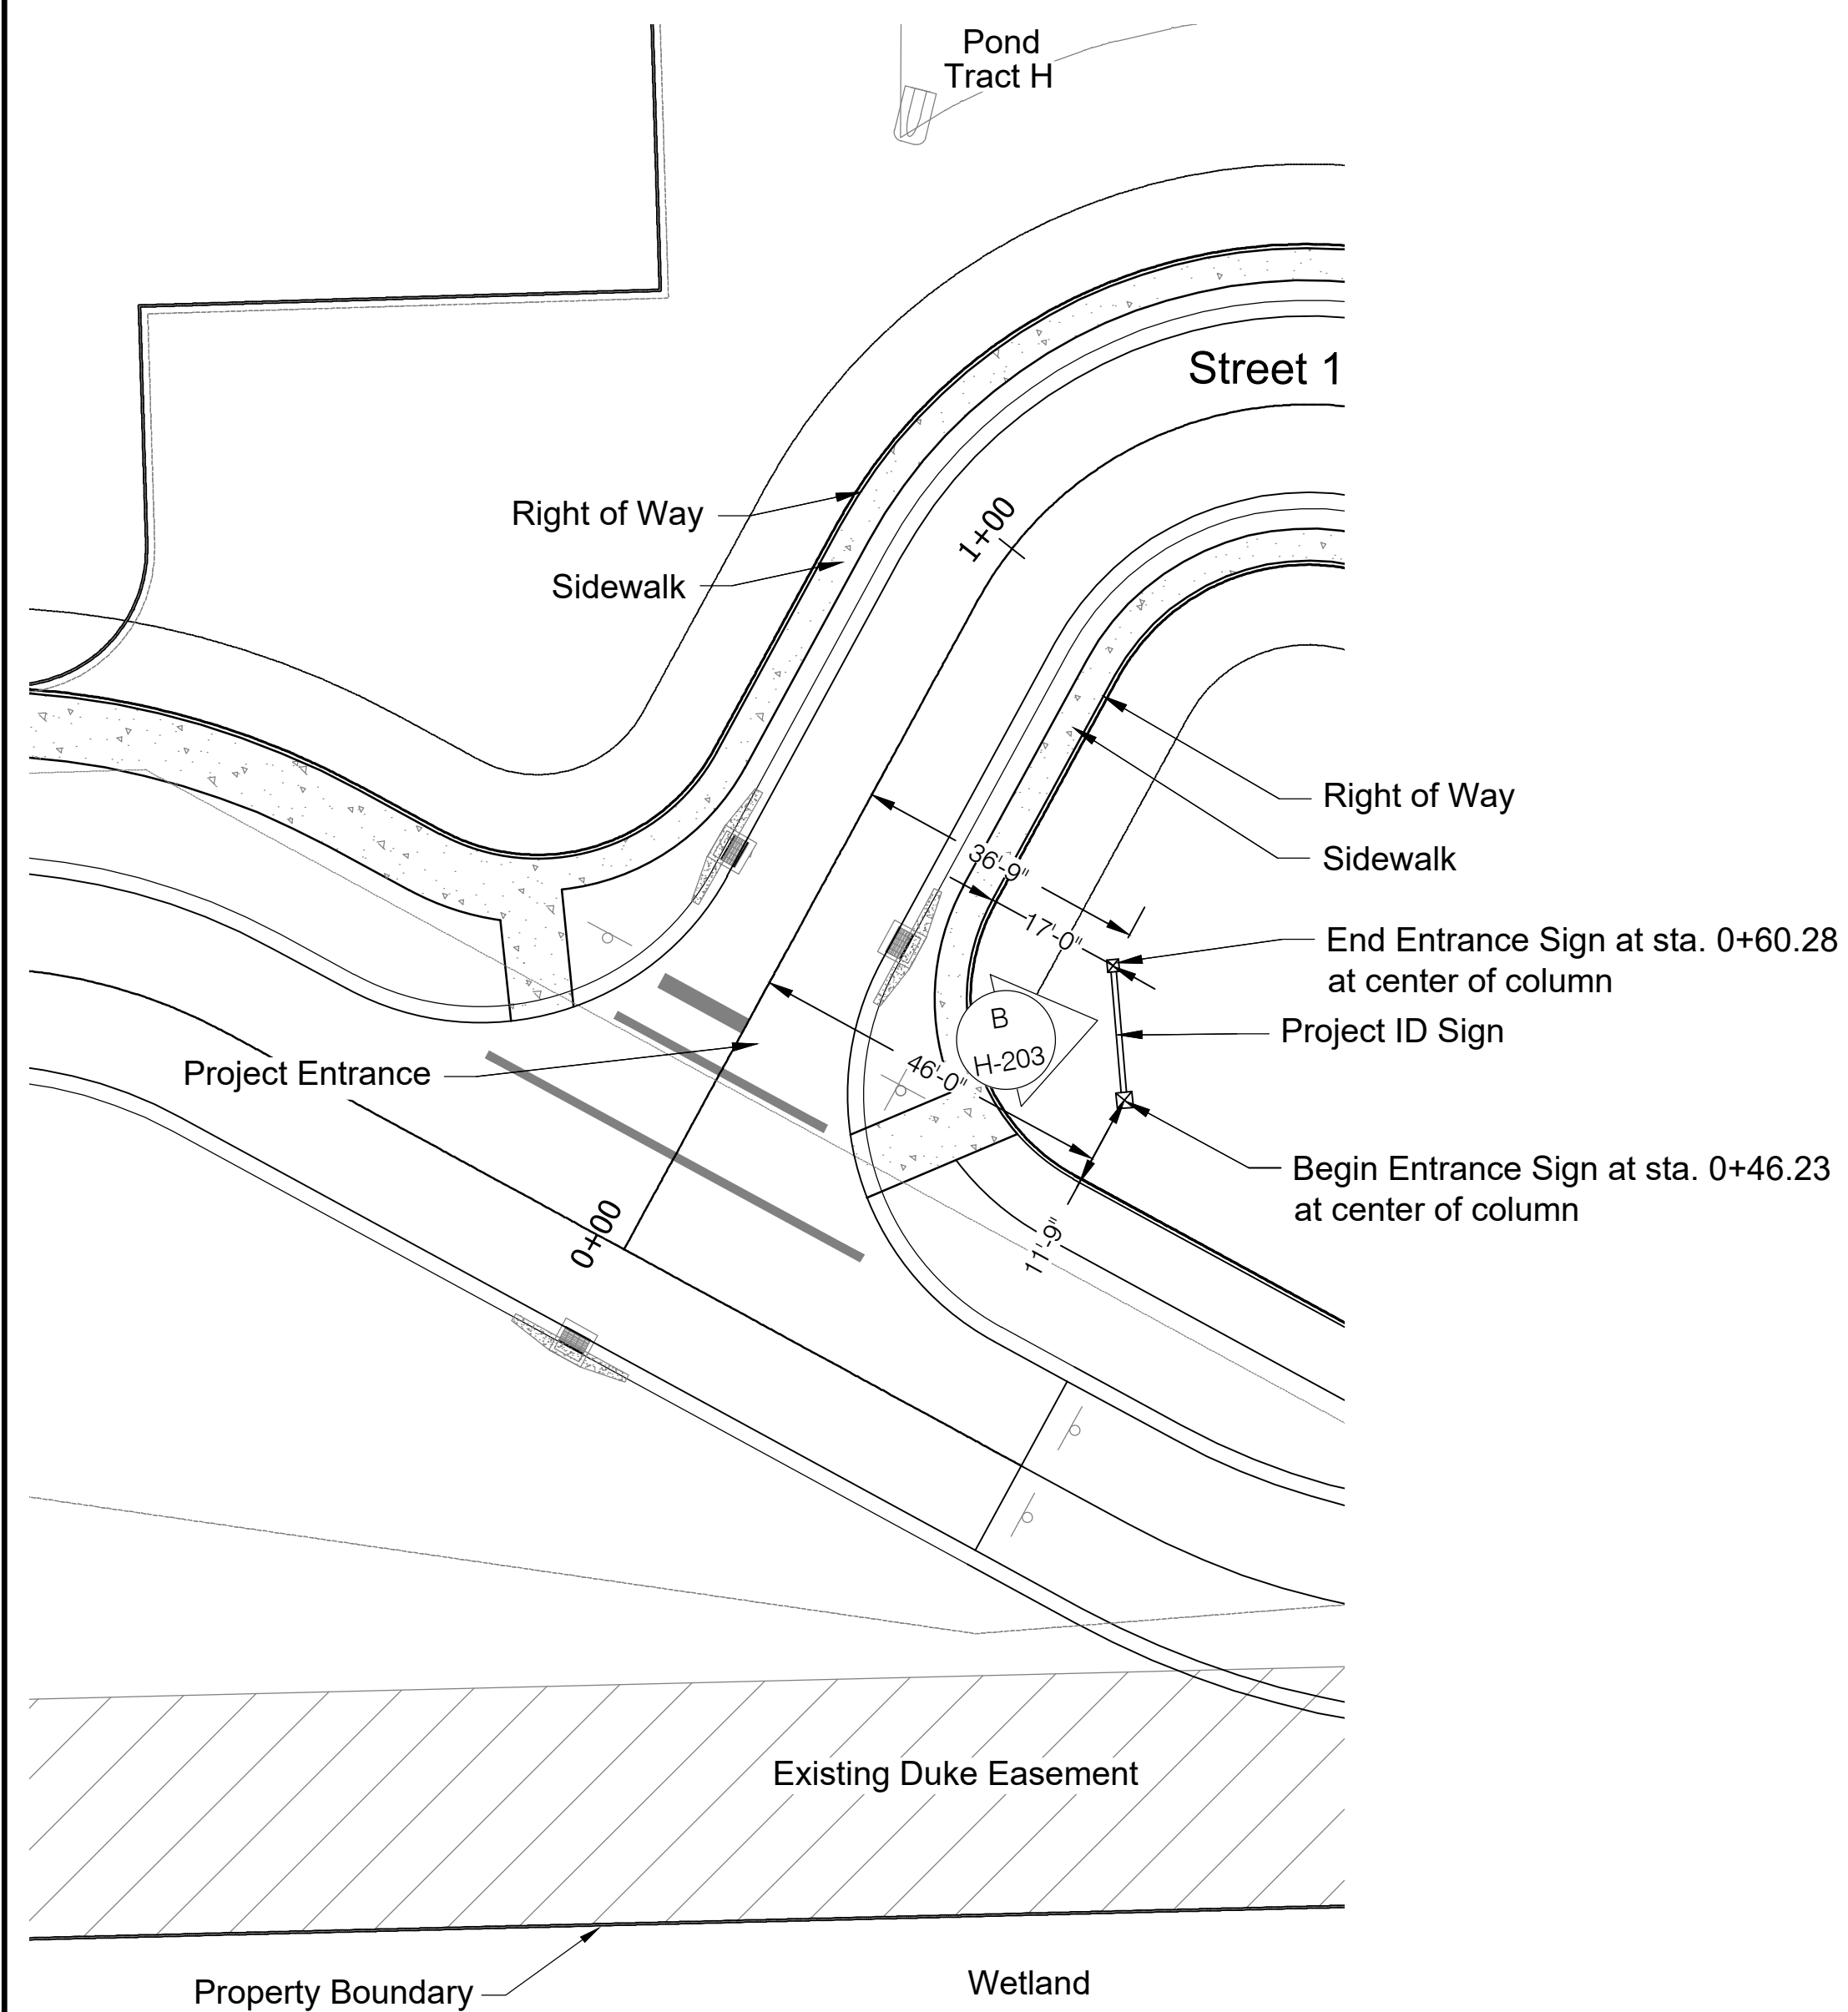 Pond
Tract H
Street 1
1+00
Right of Way
Sidewalk
Right of Way
Sidewalk
36'-9"
17'-0"
End Entrance Sign at sta. 0+60.28
at center of column
B
H-203
Project ID Sign
Project Entrance
46'-0"
Begin Entrance Sign at sta. 0+46.23
at center of column
0+00
11'-9"
Existing Duke Easement
Property Boundary
Wetland